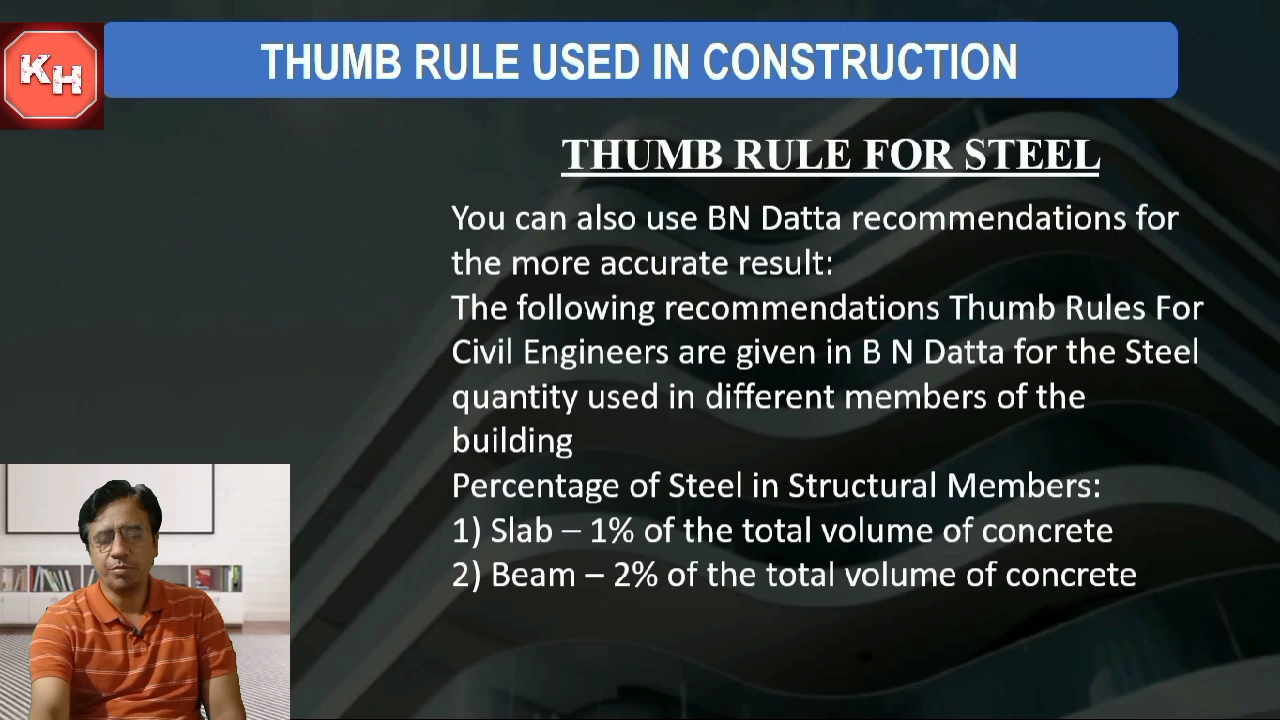 KH
THUMB RULE USED IN CONSTRUCTION
THUMB RULE FOR STEEL
You can also use BN Datta recommendations for
the more accurate result:
The following recommendations Thumb Rules For
Civil Engineers are given in B N Datta for the Steel
quantity used in different members of the
building
Percentage of Steel in Structural Members:
1) Slab – 1% of the total volume of concrete
2) Beam – 2% of the total volume of concrete